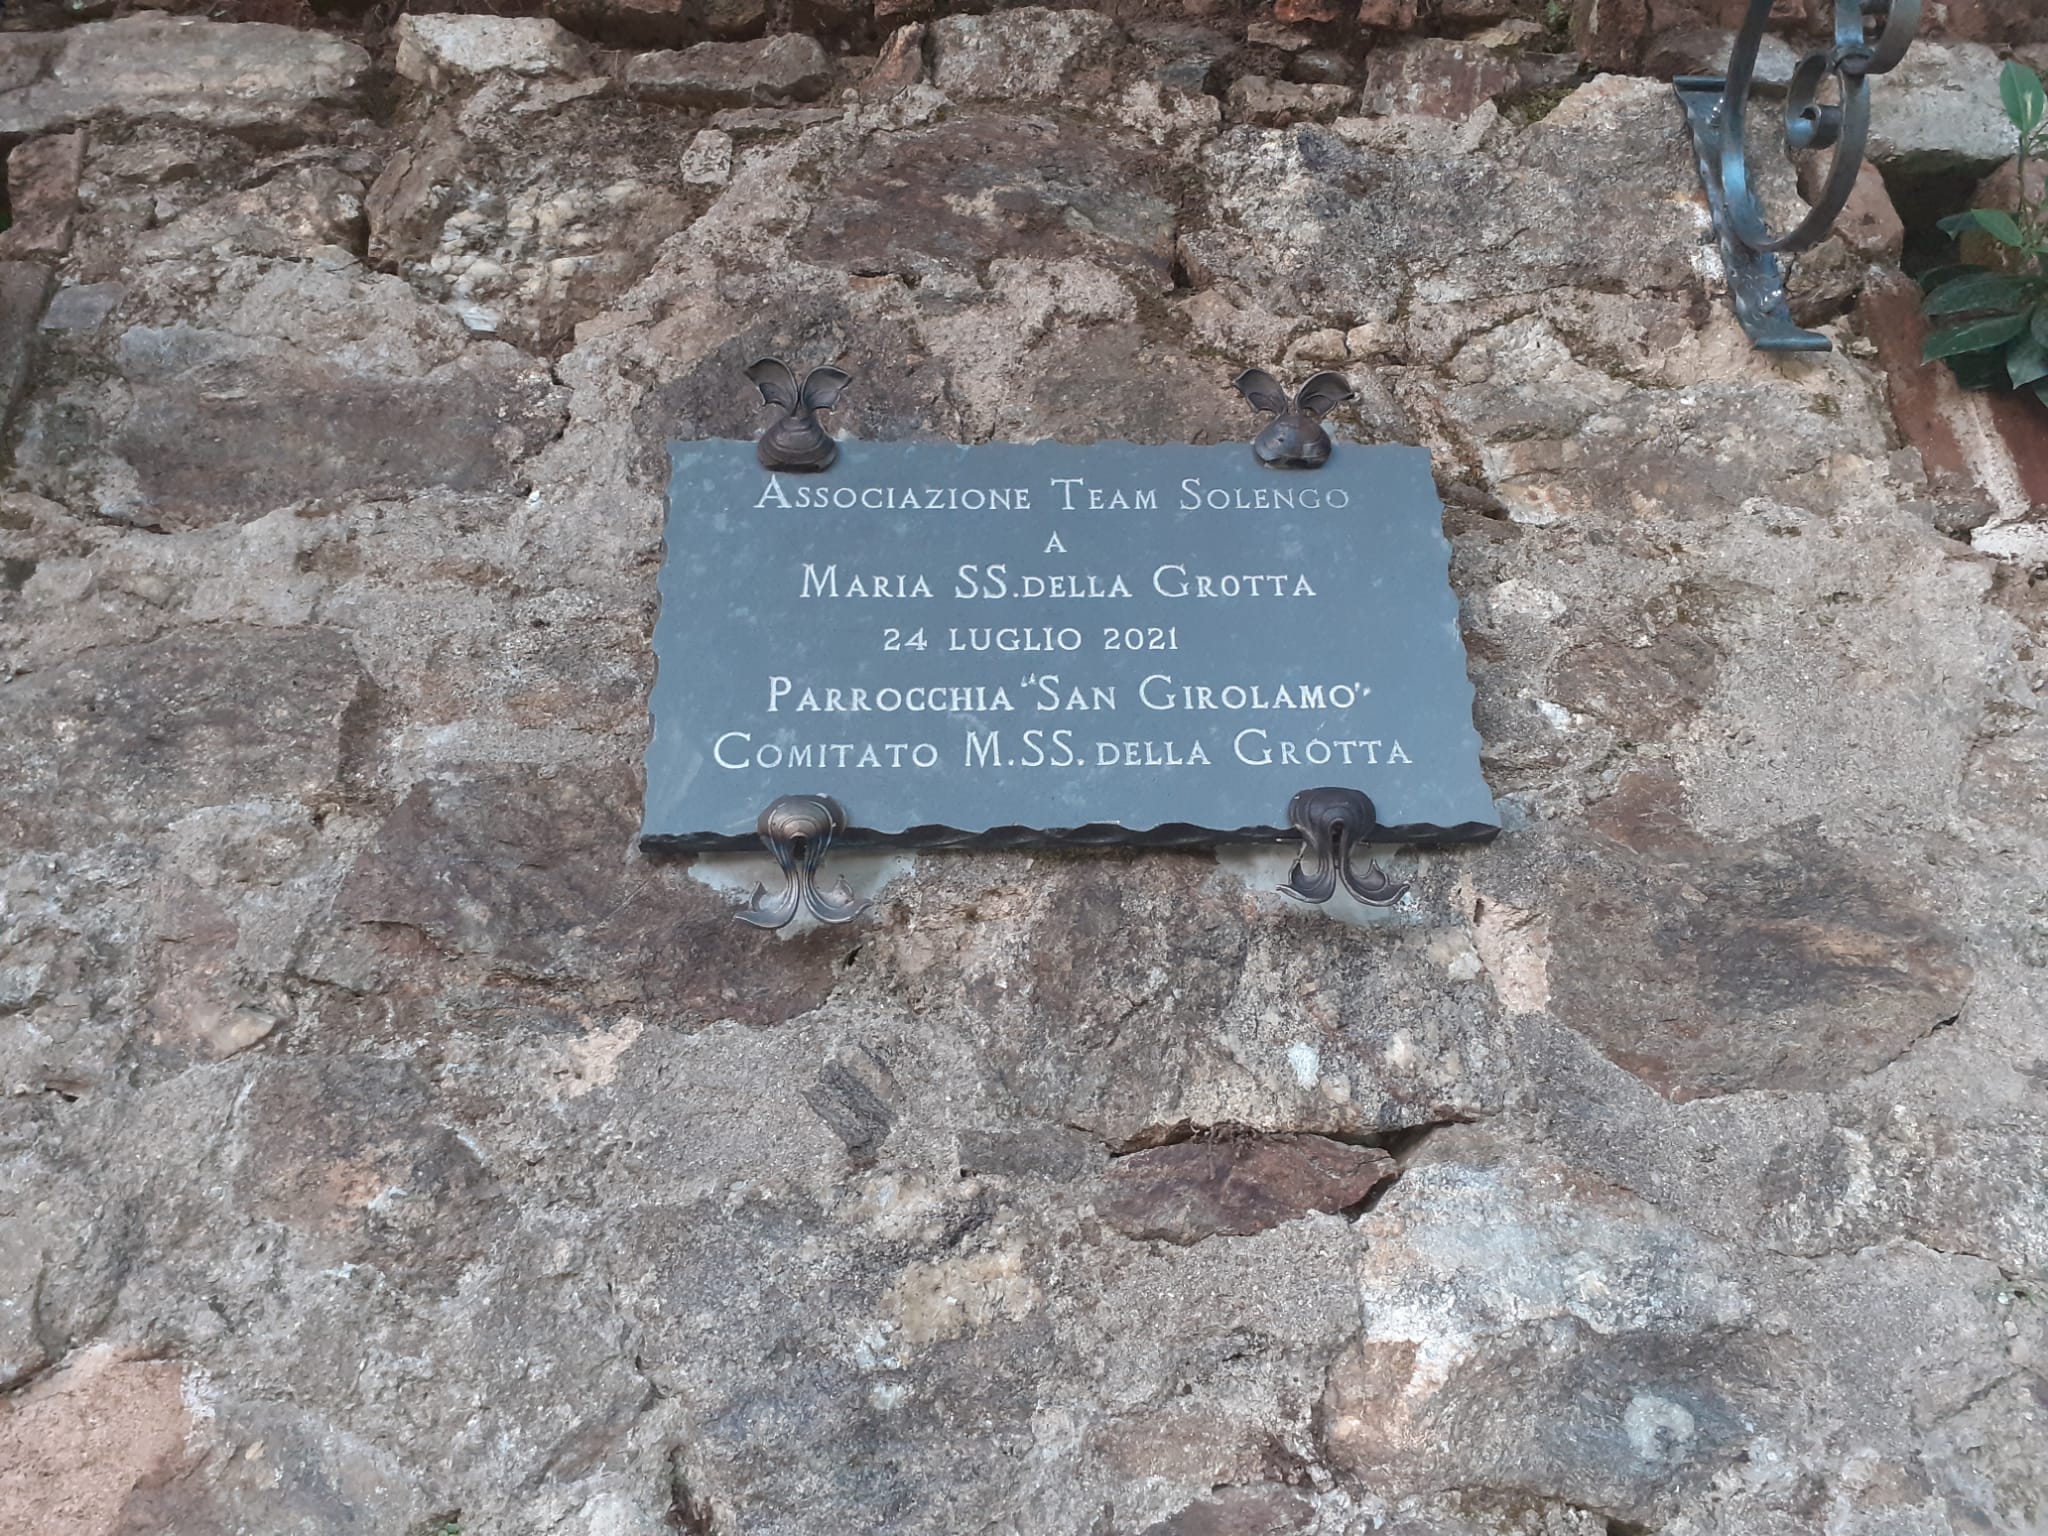 Associazione Team Solengo
a
Maria SS. della Grotta
24 luglio 2021
Parrocchia "San Girolamo"
Comitato M.SS. della Grotta